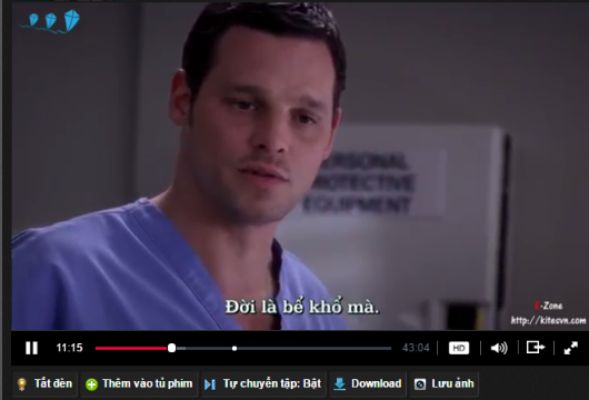 PERSONAL
PROTECTIVE
EQUIPMENT
Đời là bế khổ mà.
E-Zone
http://kitesvn.com
11:15
43:04
HD
Tắt đèn
Thêm vào tủ phim
Tự chuyển tập: Bật
Download
Lưu ảnh